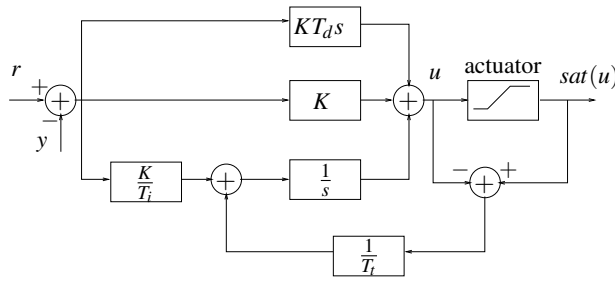 KT_d s
r
+
+
−
y
K
+
u
actuator
sat(u)
K/T_i
+
1/s
−
+
+
1/T_t